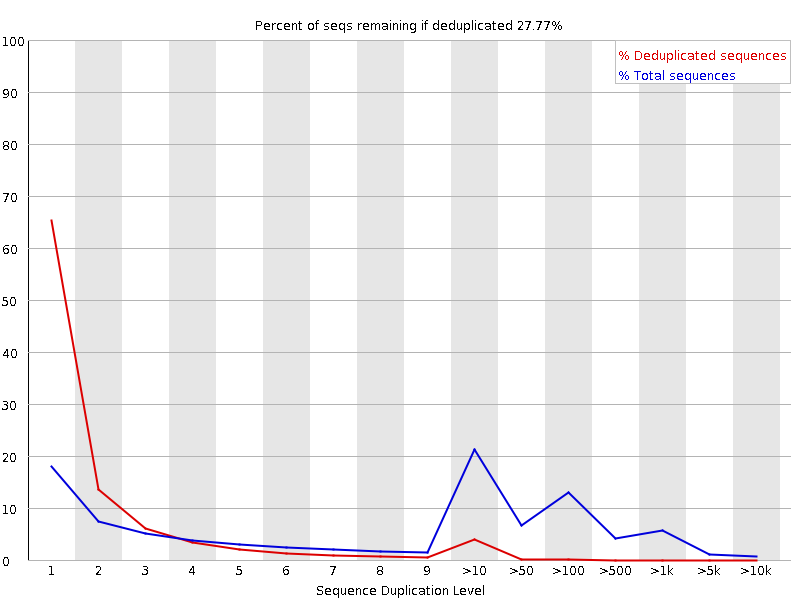 Percent of seqs remaining if deduplicated 27.77%
% Deduplicated sequences
% Total sequences
100
90
80
70
60
50
40
30
20
10
0
1 2 3 4 5 6 7 8 9 >10 >50 >100 >500 >1k >5k >10k
Sequence Duplication Level